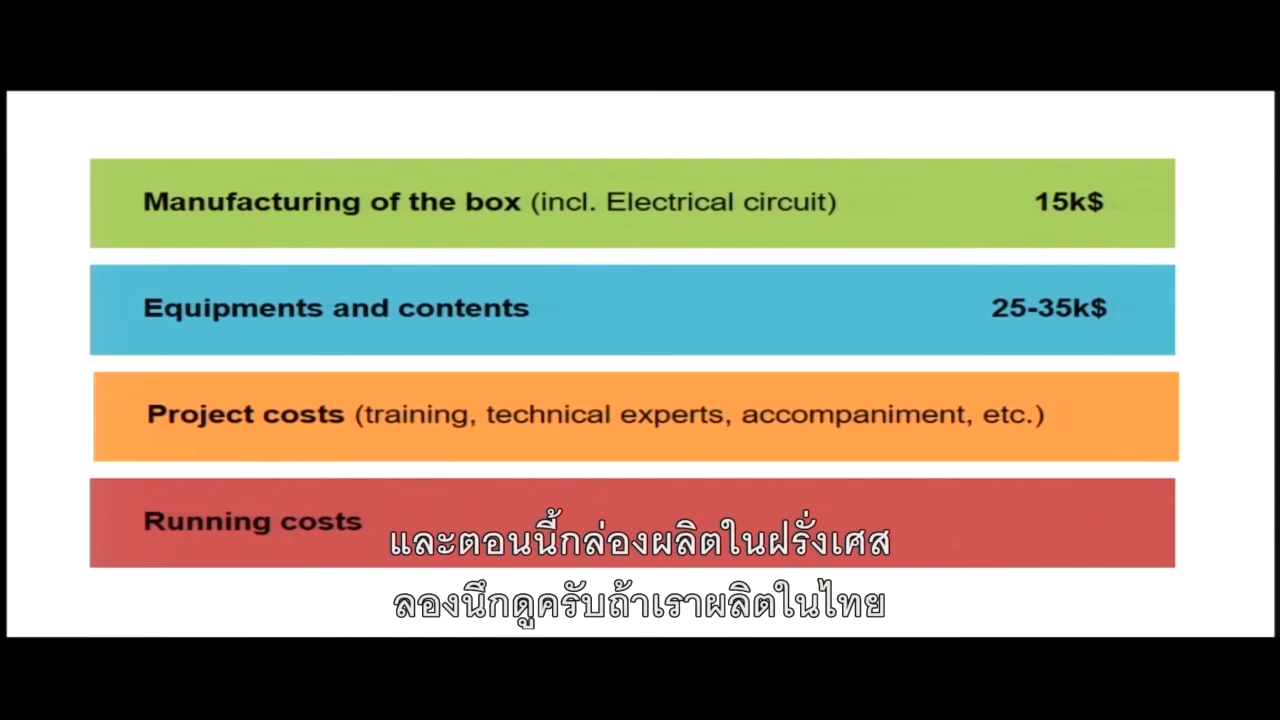 Manufacturing of the box (incl. Electrical circuit) 15k$
Equipments and contents 25-35k$
Project costs (training, technical experts, accompaniment, etc.)
Running costs
และตอนนี้กล่องผลิตในฝรั่งเศส
ลองนึกดูครับถ้าเราผลิตในไทย